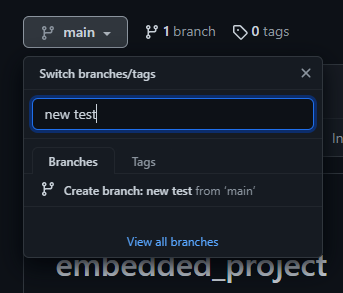 main 1 branch 0 tags
Switch branches/tags
new test
In
Branches Tags
Create branch: new test from ‘main’
View all branches
embedded_project